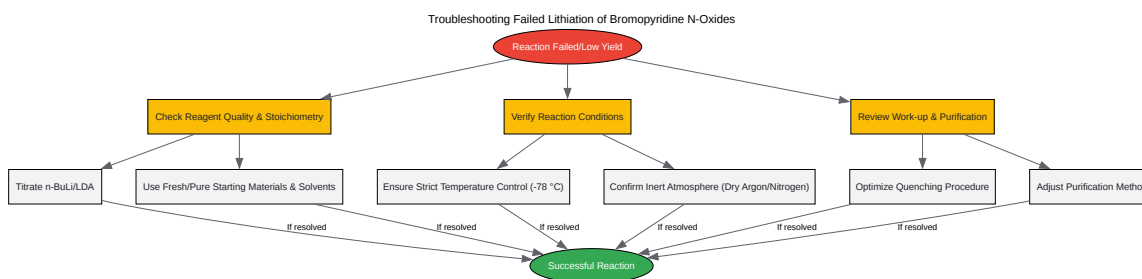 Troubleshooting Failed Lithiation of Bromopyridine N-Oxides
Reaction Failed/Low Yield
Check Reagent Quality & Stoichiometry
Verify Reaction Conditions
Review Work-up & Purification
Titrate n-BuLi/LDA
Use Fresh/Pure Starting Materials & Solvents
Ensure Strict Temperature Control (-78 °C)
Confirm Inert Atmosphere (Dry Argon/Nitrogen)
Optimize Quenching Procedure
Adjust Purification Metho
If resolved
If resolved
If resolved
If resolved
If resolved
If resolved
Successful Reaction